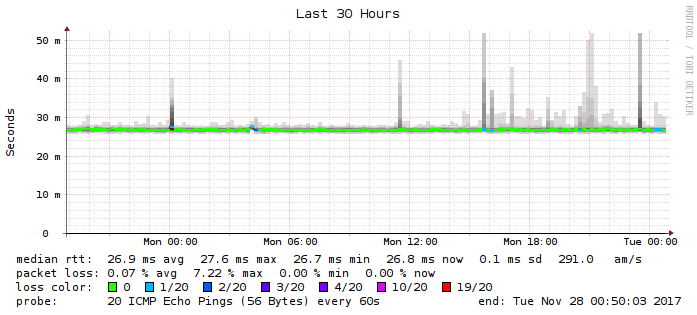 Last 30 Hours
RRDTOOL / TOBI OETIKER
Seconds
50 m
40 m
30 m
20 m
10 m
0
Mon 00:00 Mon 06:00 Mon 12:00 Mon 18:00 Tue 00:00
median rtt: 26.9 ms avg 27.6 ms max 26.7 ms min 26.8 ms now 0.1 ms sd 291.0 am/s
packet loss: 0.07 % avg 7.22 % max 0.00 % min 0.00 % now
loss color: 0 1/20 2/20 3/20 4/20 10/20 19/20
probe: 20 ICMP Echo Pings (56 Bytes) every 60s end: Tue Nov 28 00:50:03 2017